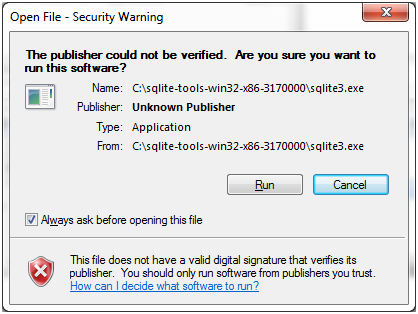 Open File - Security Warning
The publisher could not be verified. Are you sure you want to
run this software?
Name: C:\sqlite-tools-win32-x86-3170000\sqlite3.exe
Publisher: Unknown Publisher
Type: Application
From: C:\sqlite-tools-win32-x86-3170000\sqlite3.exe
Run Cancel
Always ask before opening this file
This file does not have a valid digital signature that verifies its
publisher. You should only run software from publishers you trust.
How can I decide what software to run?